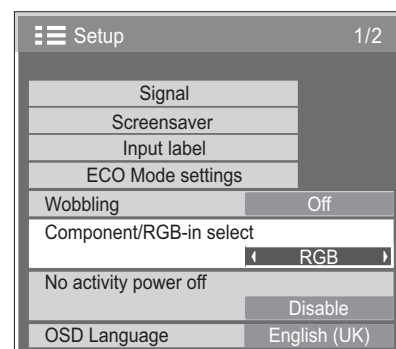 Setup 1/2
Signal
Screensaver
Input label
ECO Mode settings
Wobbling Off
Component/RGB-in select
RGB
No activity power off
Disable
OSD Language English (UK)